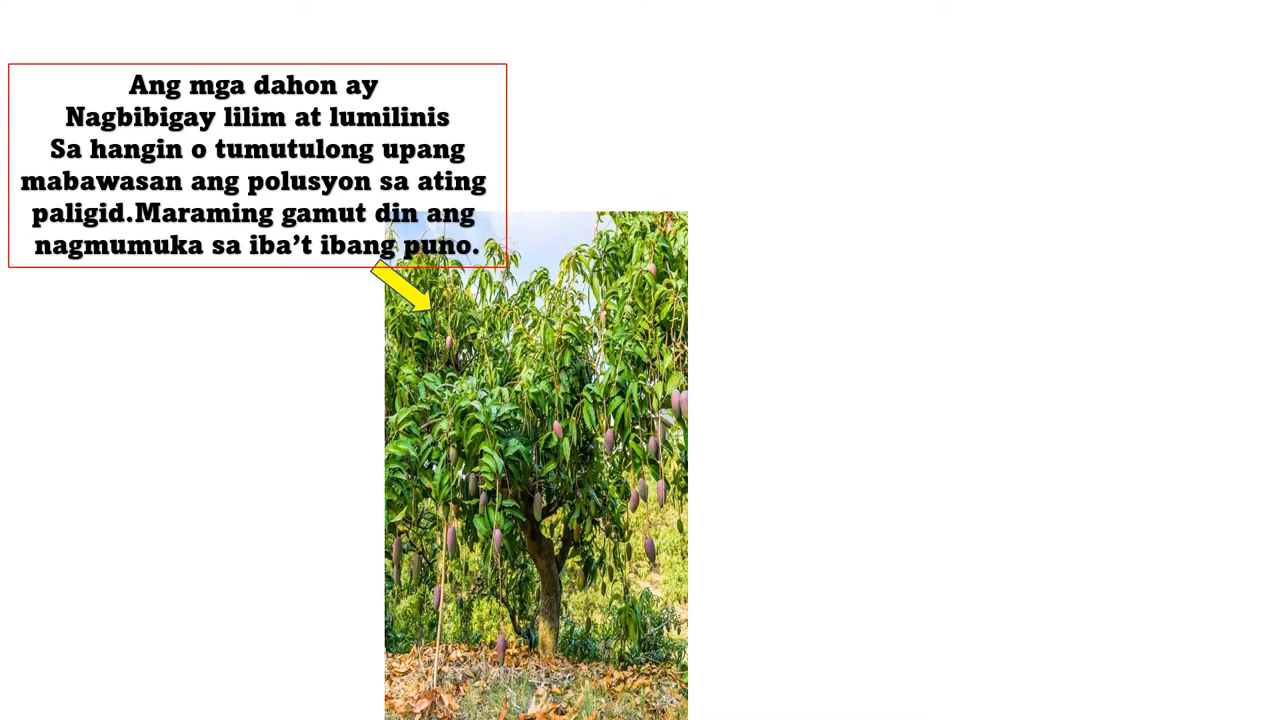 Ang mga dahon ay
Nagbibigay lilim at lumilinis
Sa hangin o tumutulong upang
mabawasan ang polusyon sa ating
paligid.Maraming gamut din ang
nagmumuka sa iba’t ibang puno.